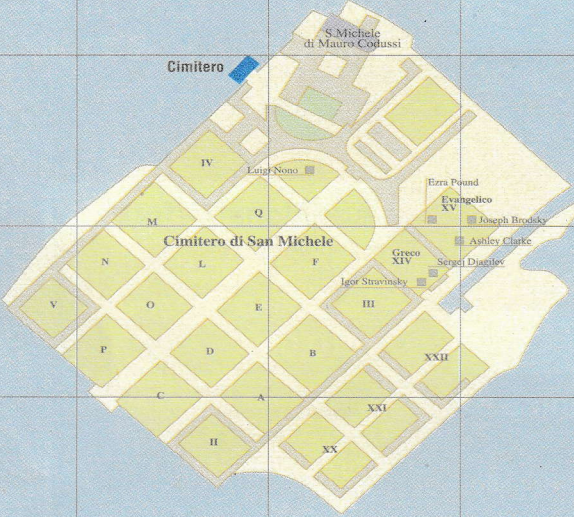 S.Michele
di Mauro Codussi
Cimitero
IV
Luigi Nono
Ezra Pound
Evangelico
XV
M
Q
Joseph Brodsky
Cimitero di San Michele
Ashley Clarke
N
L
F
Greco
XIV
Sergej Diagilev
Igor Stravinsky
V
O
E
III
P
D
B
XXII
C
A
XXI
II
XX